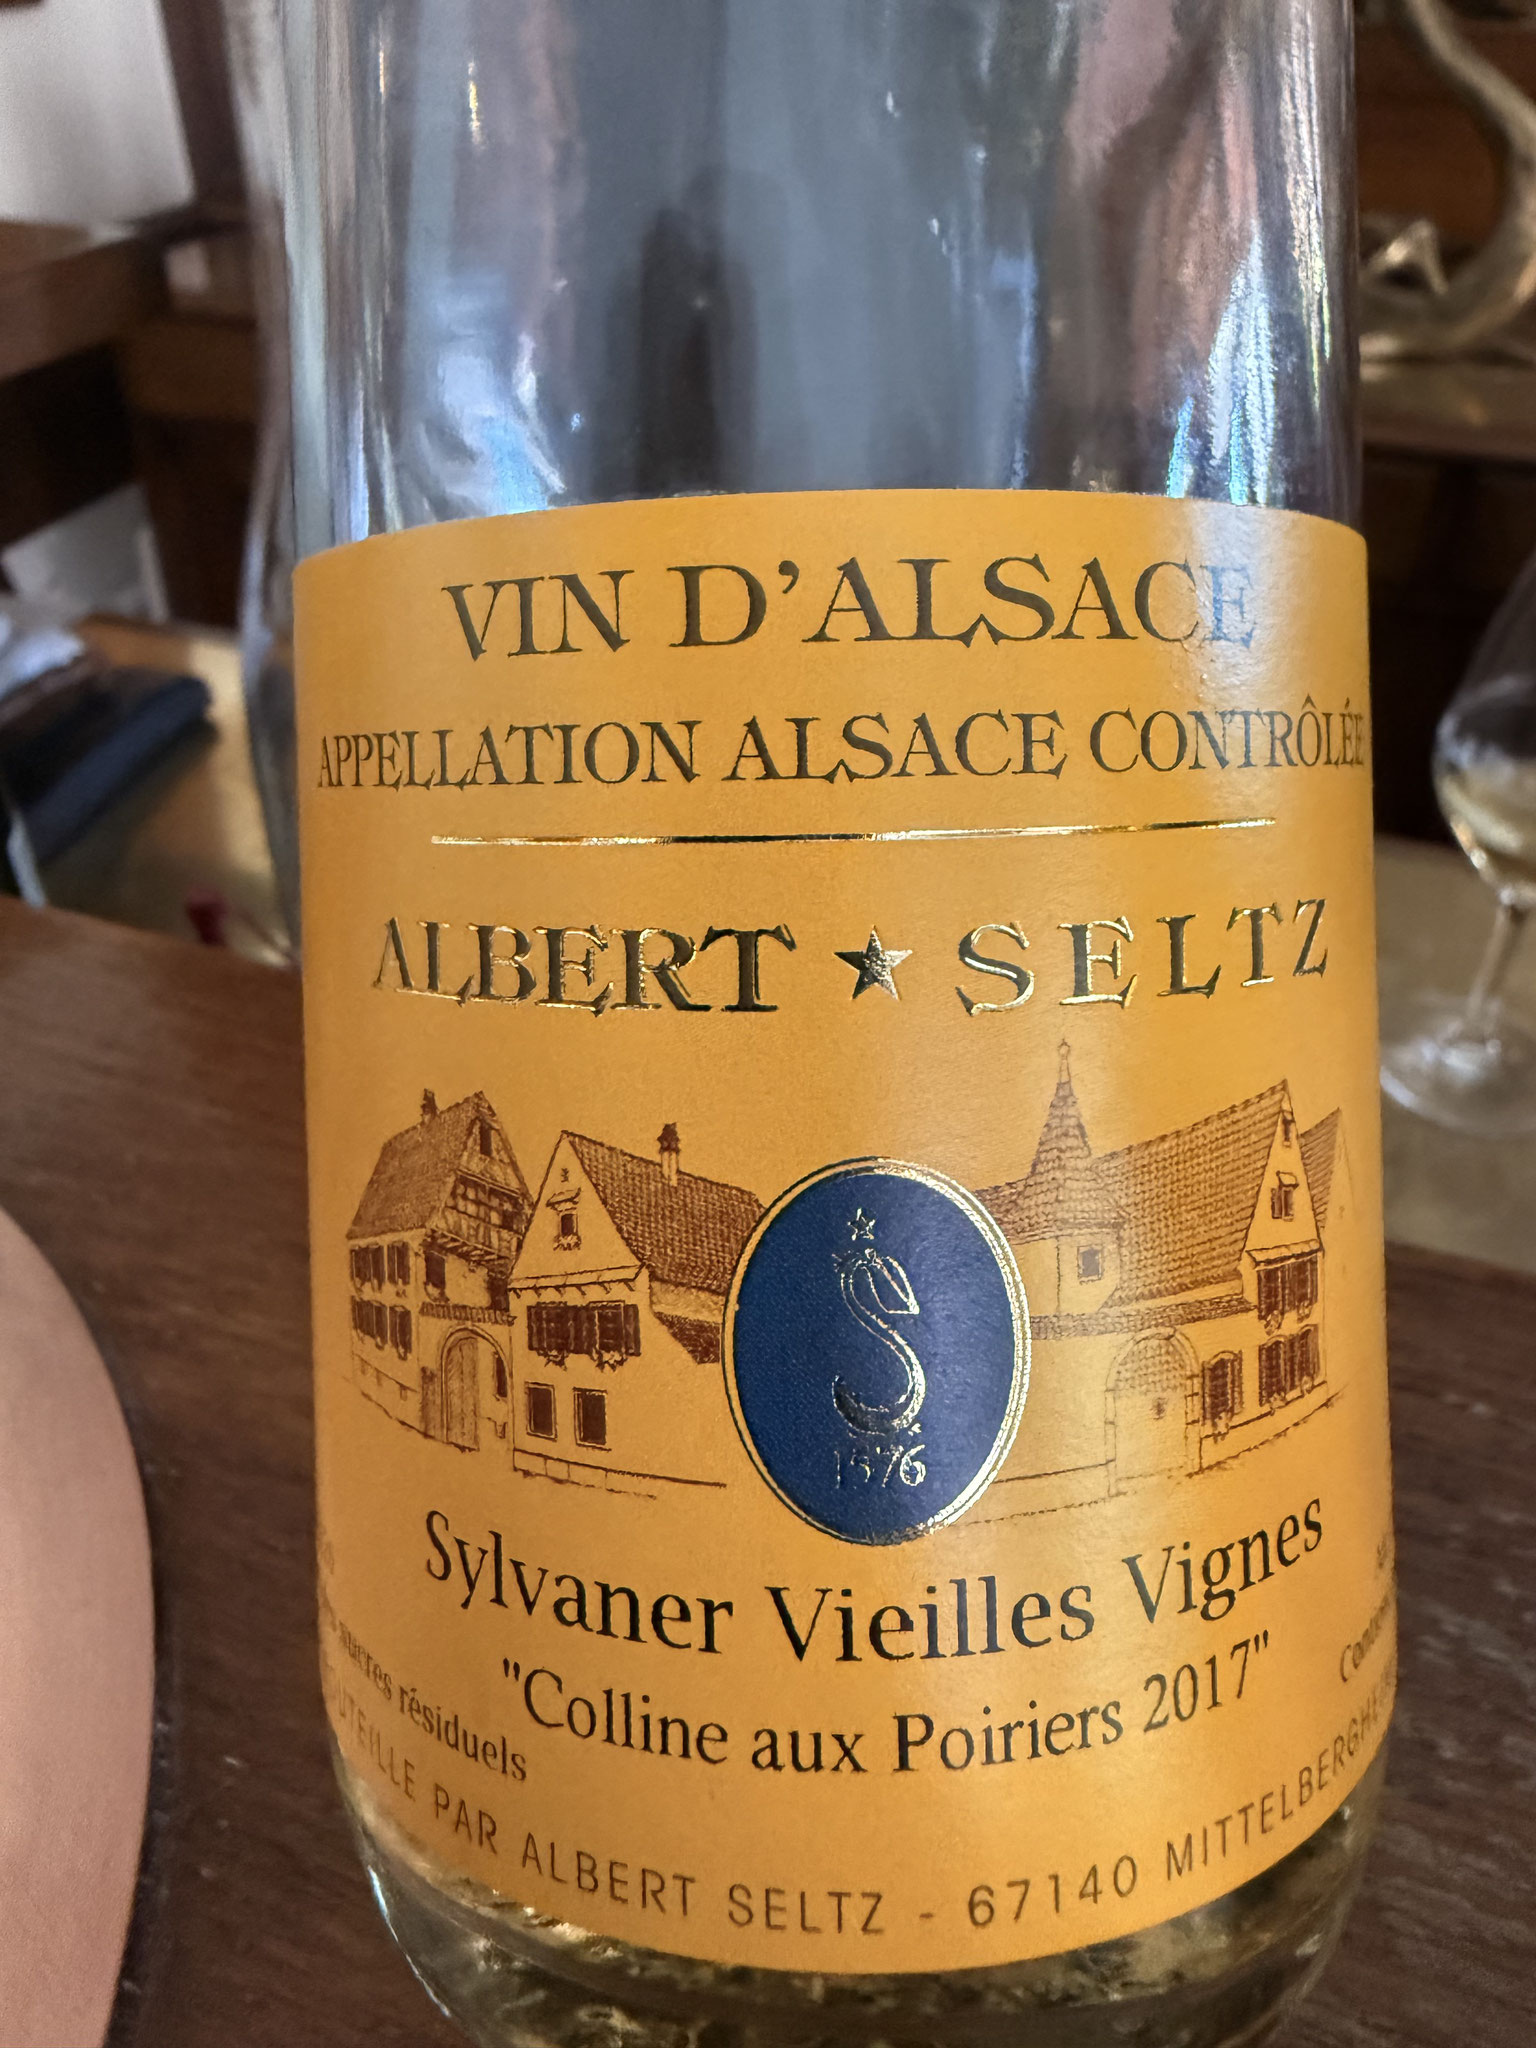 VIN D'ALSACE
APPELLATION ALSACE CONTRÔLÉE
ALBERT ★ SELTZ
S
1576
Sylvaner Vieilles Vignes
"Colline aux Poiriers 2017"
sucres résiduels
PAR ALBERT SELTZ - 67140